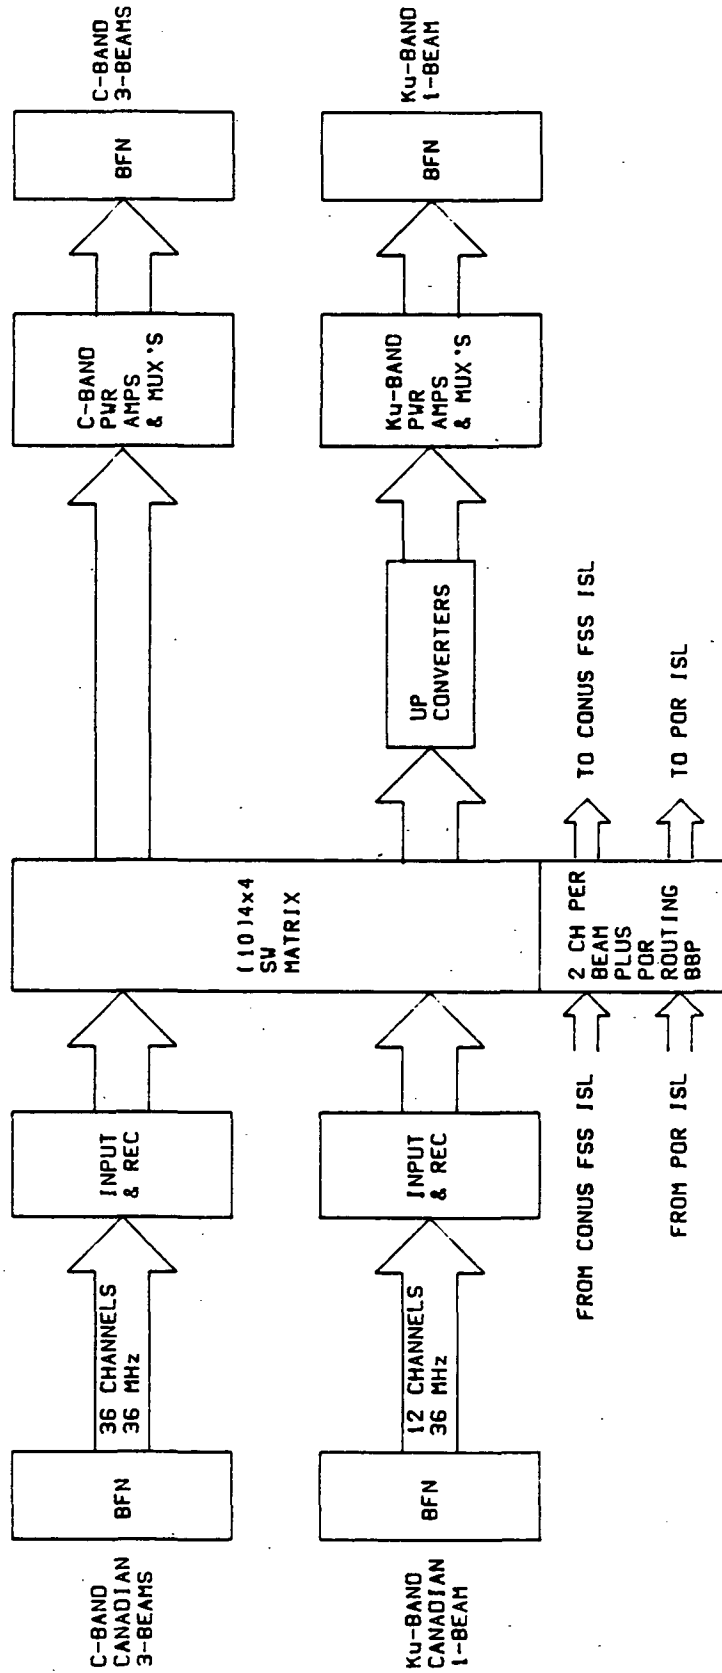 C-BAND
CANADIAN
3-BEAMS
BFN
36 CHANNELS
36 MHz
INPUT
& REC
C-BAND
PWR
AMPS
& MUX'S
BFN
C-BAND
3-BEAMS
(10)4x4
SW
MATRIX
Ku-BAND
CANADIAN
1-BEAM
BFN
12 CHANNELS
36 MHz
INPUT
& REC
UP
CONVERTERS
Ku-BAND
PWR
AMPS
& MUX'S
BFN
Ku-BAND
1-BEAM
FROM CONUS FSS ISL
FROM POR ISL
2 CH PER
BEAM
PLUS
POR
ROUTING
BBP
TO CONUS FSS ISL
TO POR ISL